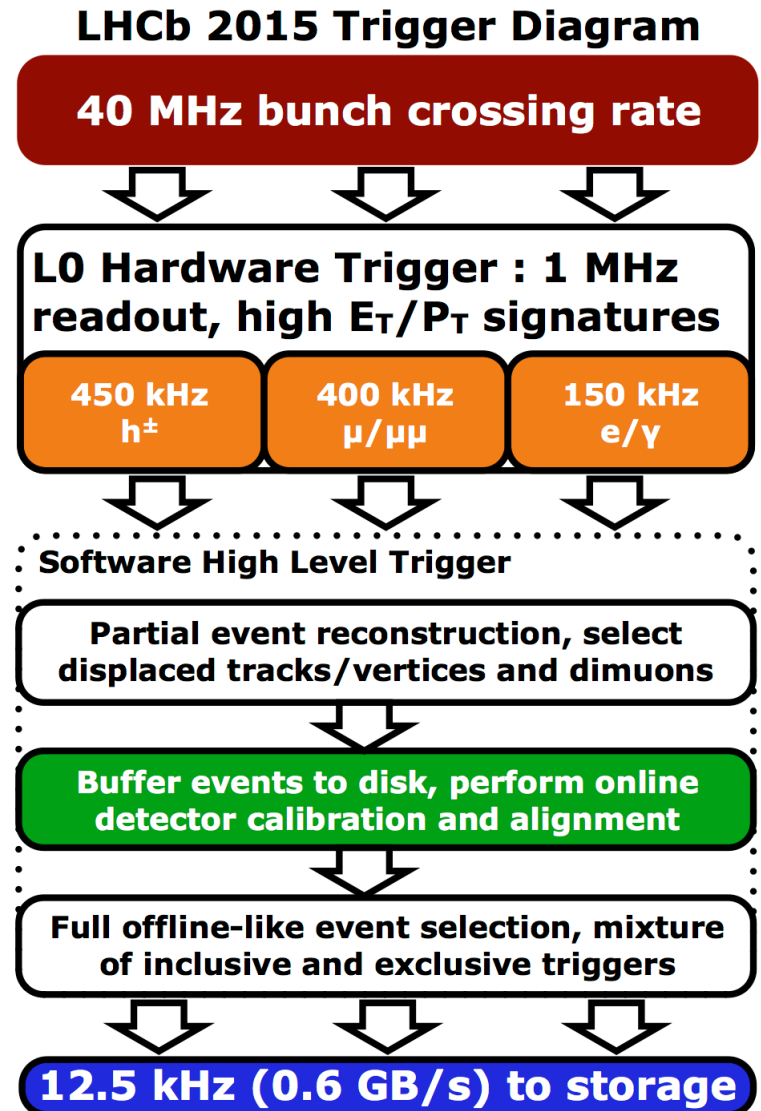 LHCb 2015 Trigger Diagram
40 MHz bunch crossing rate
L0 Hardware Trigger : 1 MHz
readout, high E_T/P_T signatures
450 kHz
h±
400 kHz
μ/μμ
150 kHz
e/γ
Software High Level Trigger
Partial event reconstruction, select
displaced tracks/vertices and dimuons
Buffer events to disk, perform online
detector calibration and alignment
Full offline-like event selection, mixture
of inclusive and exclusive triggers
12.5 kHz (0.6 GB/s) to storage